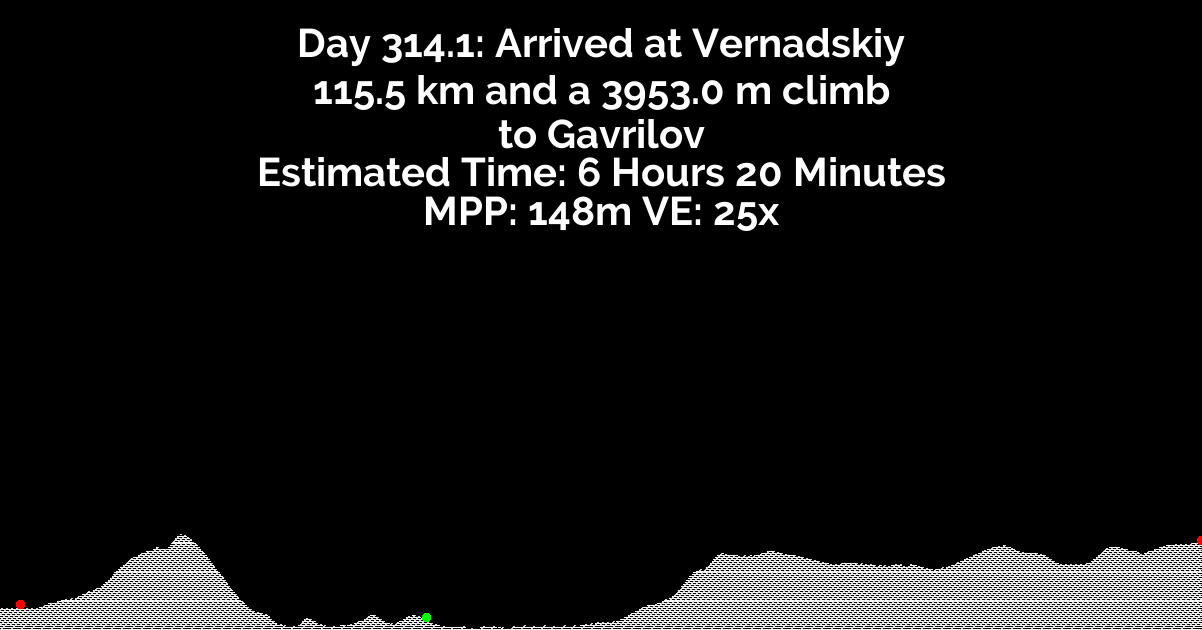 Day 314.1: Arrived at Vernadskiy
115.5 km and a 3953.0 m climb
to Gavrilov
Estimated Time: 6 Hours 20 Minutes
MPP: 148m VE: 25x